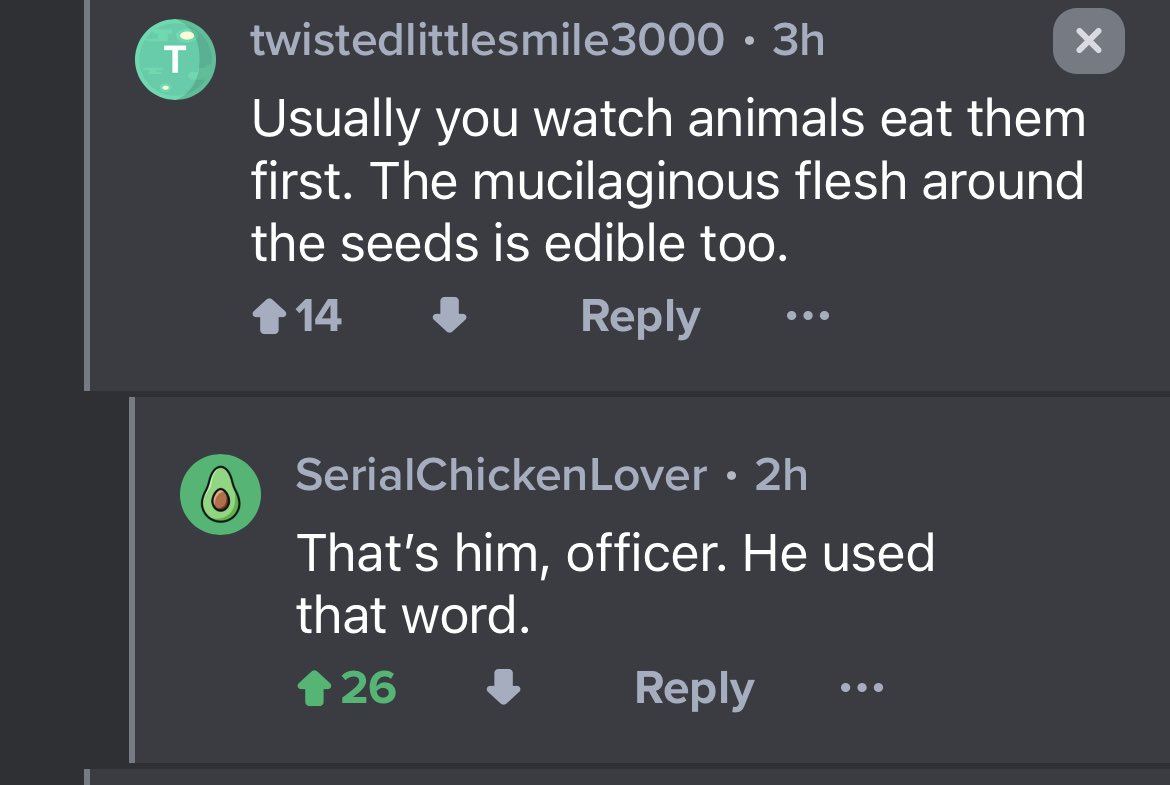 T
twistedlittlesmile3000 • 3h
Usually you watch animals eat them
first. The mucilaginous flesh around
the seeds is edible too.
14 Reply
SerialChickenLover • 2h
That’s him, officer. He used
that word.
26 Reply